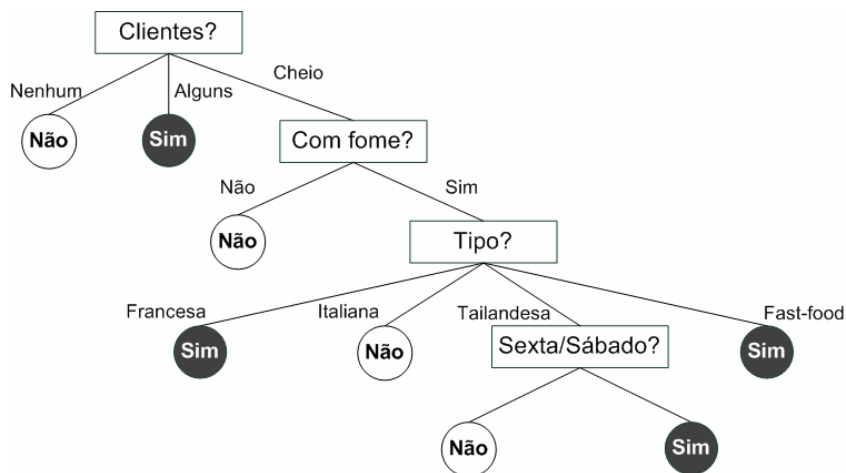 Clientes?
Cheio
Nenhum
Alguns
Não
Sim
Com fome?
Não
Sim
Não
Tipo?
Francesa
Italiana
Tailandesa
Fast-food
Sim
Não
Sexta/Sábado?
Sim
Não
Sim